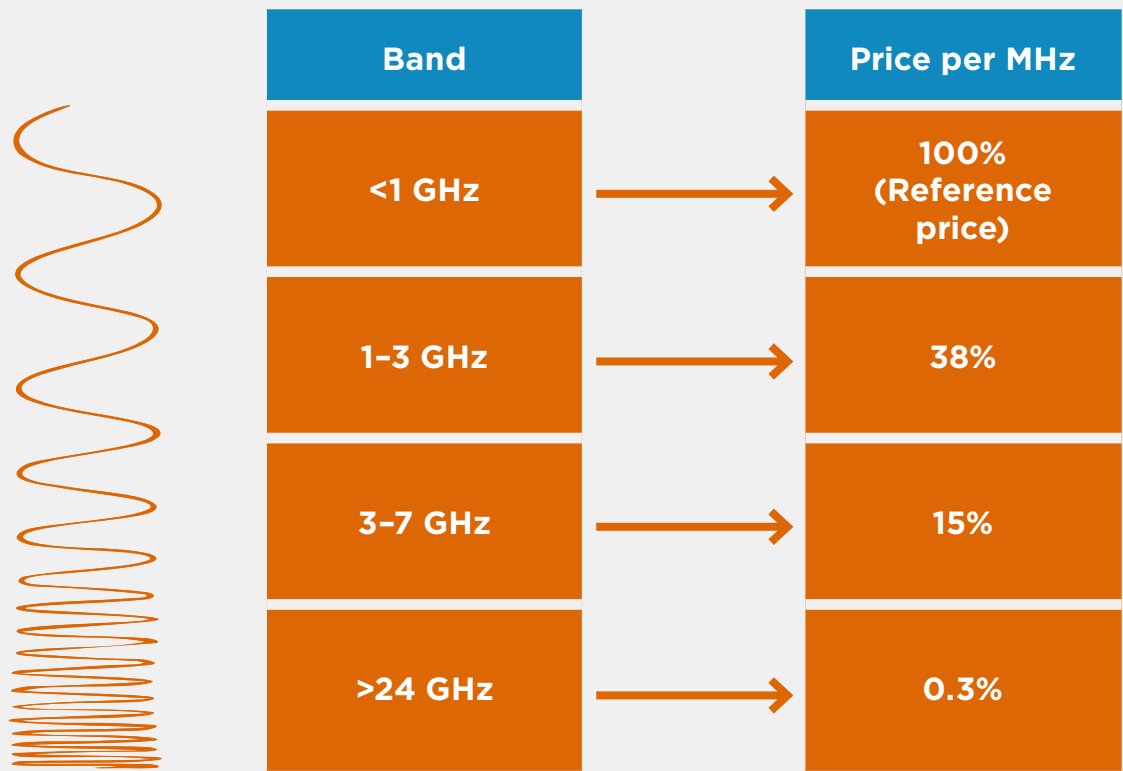 Band
Price per MHz
<1 GHz
100%
(Reference
price)
1–3 GHz
38%
3–7 GHz
15%
>24 GHz
0.3%